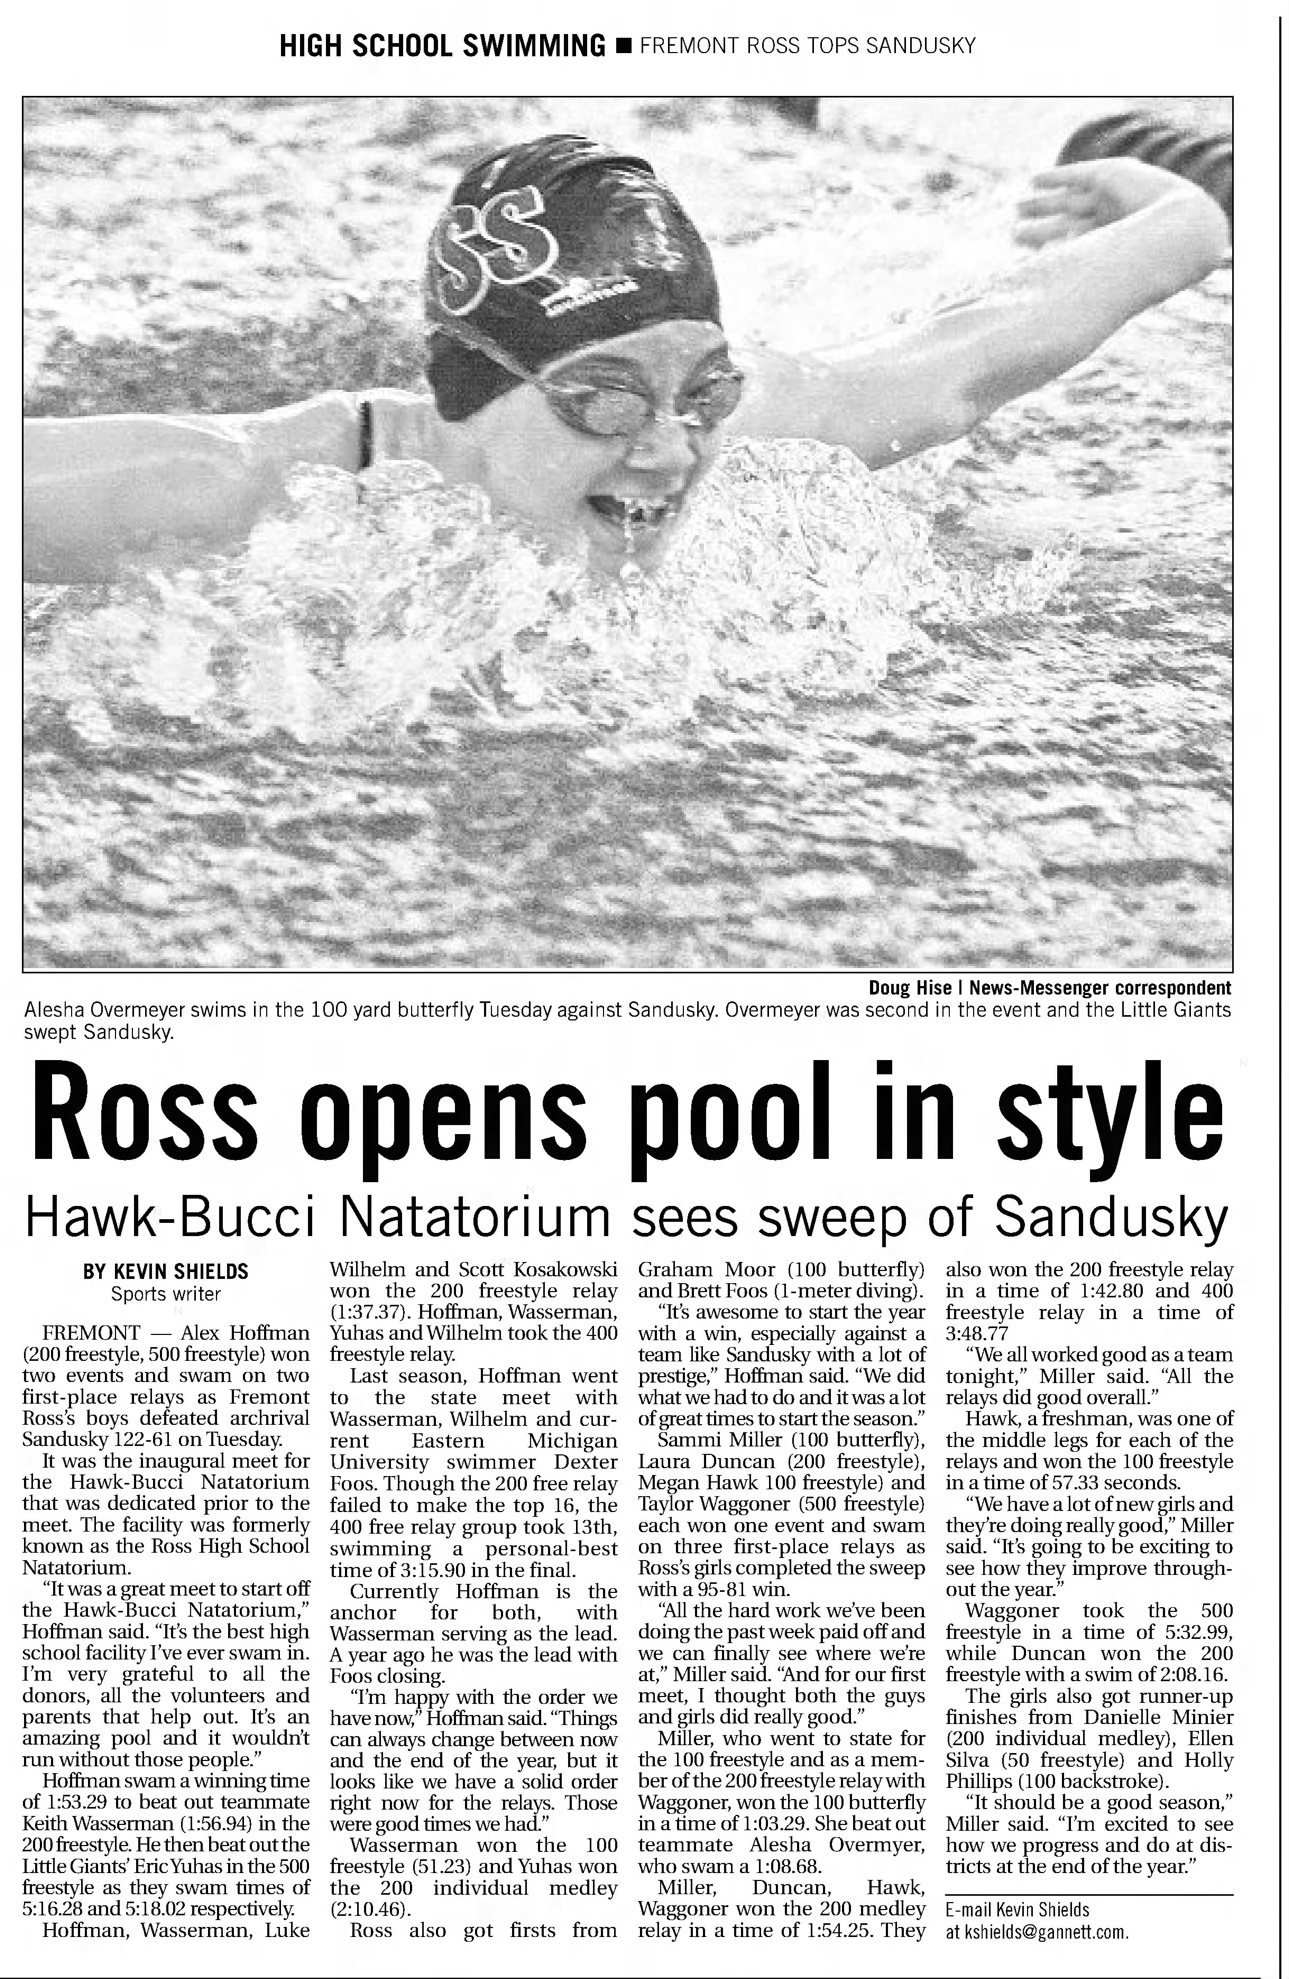 HIGH SCHOOL SWIMMING ■ FREMONT ROSS TOPS SANDUSKY
SS
Doug Hise | News-Messenger correspondent
Alesha Overmeyer swims in the 100 yard butterfly Tuesday against Sandusky. Overmeyer was second in the event and the Little Giants
swept Sandusky.
Ross opens pool in style
Hawk-Bucci Natatorium sees sweep of Sandusky
BY KEVIN SHIELDS
Sports writer
FREMONT — Alex Hoffman
(200 freestyle, 500 freestyle) won
two events and swam on two
first-place relays as Fremont
Ross's boys defeated archrival
Sandusky 122-61 on Tuesday.
It was the inaugural meet for
the Hawk-Bucci Natatorium
that was dedicated prior to the
meet. The facility was formerly
known as the Ross High School
Natatorium.
“It was a great meet to start off
the Hawk-Bucci Natatorium,”
Hoffman said. “It's the best high
school facility I've ever swam in.
I'm very grateful to all the
donors, all the volunteers and
parents that help out. It's an
amazing pool and it wouldn't
run without those people.”
Hoffman swam a winning time
of 1:53.29 to beat out teammate
Keith Wasserman (1:56.94) in the
200 freestyle. He then beat out the
Little Giants' Eric Yuhas in the 500
freestyle as they swam times of
5:16.28 and 5:18.02 respectively.
Hoffman, Wasserman, Luke
Wilhelm and Scott Kosakowski
won the 200 freestyle relay
(1:37.37). Hoffman, Wasserman,
Yuhas and Wilhelm took the 400
freestyle relay.
Last season, Hoffman went
to the state meet with
Wasserman, Wilhelm and cur-
rent Eastern Michigan
University swimmer Dexter
Foos. Though the 200 free relay
failed to make the top 16, the
400 free relay group took 13th,
swimming a personal-best
time of 3:15.90 in the final.
Currently Hoffman is the
anchor for both, with
Wasserman serving as the lead.
A year ago he was the lead with
Foos closing.
“I'm happy with the order we
have now,” Hoffman said. “Things
can always change between now
and the end of the year, but it
looks like we have a solid order
right now for the relays. Those
were good times we had.”
Wasserman won the 100
freestyle (51.23) and Yuhas won
the 200 individual medley
(2:10.46).
Ross also got firsts from
Graham Moor (100 butterfly)
and Brett Foos (1-meter diving).
“It's awesome to start the year
with a win, especially against a
team like Sandusky with a lot of
prestige,” Hoffman said. “We did
what we had to do and it was a lot
of great times to start the season.”
Sammi Miller (100 butterfly),
Laura Duncan (200 freestyle),
Megan Hawk 100 freestyle) and
Taylor Waggoner (500 freestyle)
each won one event and swam
on three first-place relays as
Ross's girls completed the sweep
with a 95-81 win.
“All the hard work we've been
doing the past week paid off and
we can finally see where we're
at,” Miller said. “And for our first
meet, I thought both the guys
and girls did really good.”
Miller, who went to state for
the 100 freestyle and as a mem-
ber of the 200 freestyle relay with
Waggoner, won the 100 butterfly
in a time of 1:03.29. She beat out
teammate Alesha Overmyer,
who swam a 1:08.68.
Miller, Duncan, Hawk,
Waggoner won the 200 medley
relay in a time of 1:54.25. They
also won the 200 freestyle relay
in a time of 1:42.80 and 400
freestyle relay in a time of
3:48.77
“We all worked good as a team
tonight,” Miller said. “All the
relays did good overall.”
Hawk, a freshman, was one of
the middle legs for each of the
relays and won the 100 freestyle
in a time of 57.33 seconds.
“We have a lot of new girls and
they're doing really good,” Miller
said. “It's going to be exciting to
see how they improve through-
out the year.”
Waggoner took the 500
freestyle in a time of 5:32.99,
while Duncan won the 200
freestyle with a swim of 2:08.16.
The girls also got runner-up
finishes from Danielle Minier
(200 individual medley), Ellen
Silva (50 freestyle) and Holly
Phillips (100 backstroke).
“It should be a good season,”
Miller said. “I'm excited to see
how we progress and do at dis-
tricts at the end of the year.”
E-mail Kevin Shields
at kshields@gannett.com.